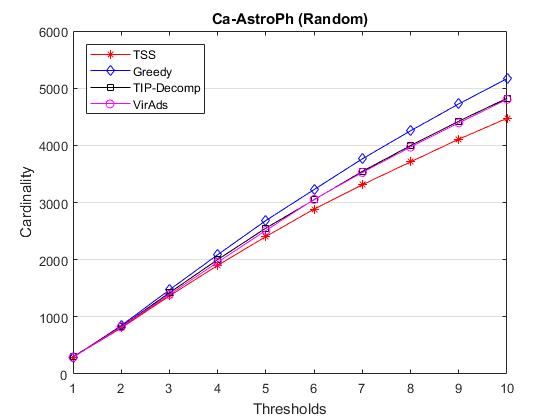 Ca-AstroPh (Random)
6000
5000
4000
3000
2000
1000
0
Cardinality
TSS
Greedy
TIP-Decomp
VirAds
1 2 3 4 5 6 7 8 9 10
Thresholds